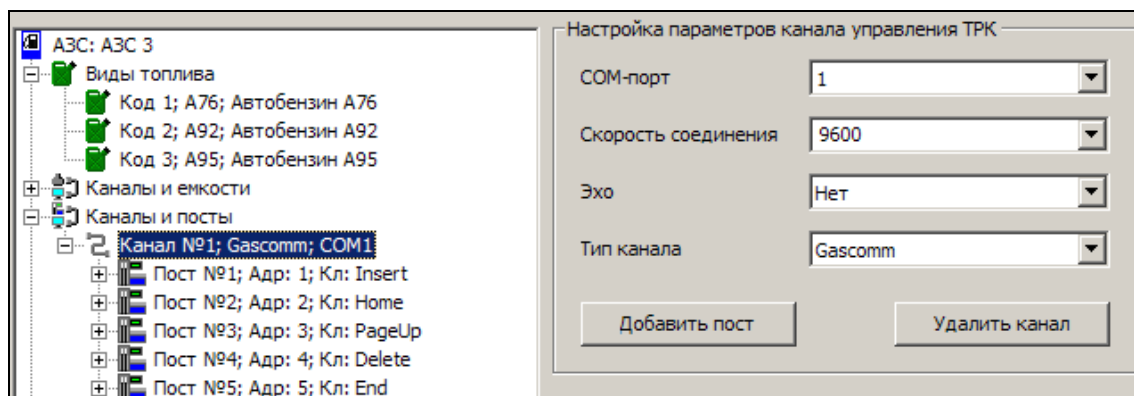 АЗС: АЗС 3
Виды топлива
Код 1; А76; Автобензин А76
Код 2; А92; Автобензин А92
Код 3; А95; Автобензин А95
Каналы и емкости
Каналы и посты
Канал №1; Gascomm; COM1
Пост №1; Адр: 1; Кл: Insert
Пост №2; Адр: 2; Кл: Home
Пост №3; Адр: 3; Кл: PageUp
Пост №4; Адр: 4; Кл: Delete
Пост №5; Адр: 5; Кл: End
Настройка параметров канала управления ТРК
COM-порт 1
Скорость соединения 9600
Эхо Нет
Тип канала Gascomm
Добавить пост Удалить канал